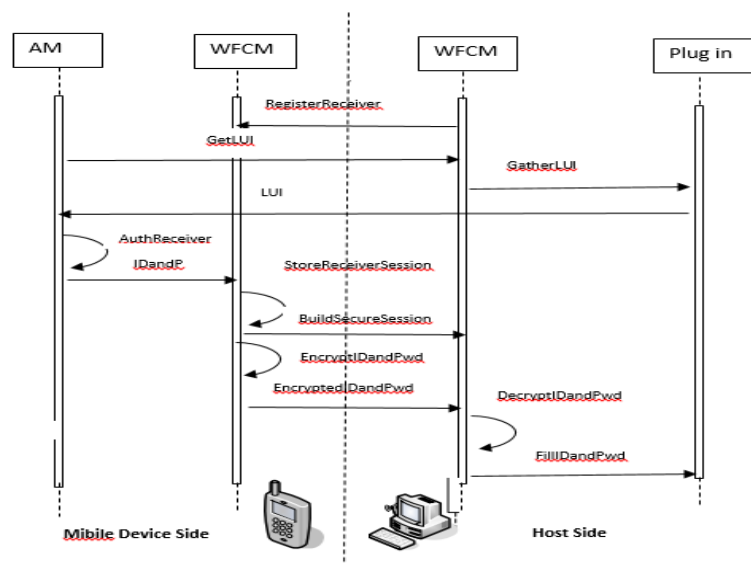 AM
WFCM
WFCM
Plug in
RegisterReceiver
GetLUI
GatherLUI
LUI
AuthReceiver
IDandP
StoreReceiverSession
BuildSecureSession
EncryptIDandPwd
EncryptedIDandPwd
DecryptIDandPwd
FillIDandPwd
Mibile Device Side
Host Side